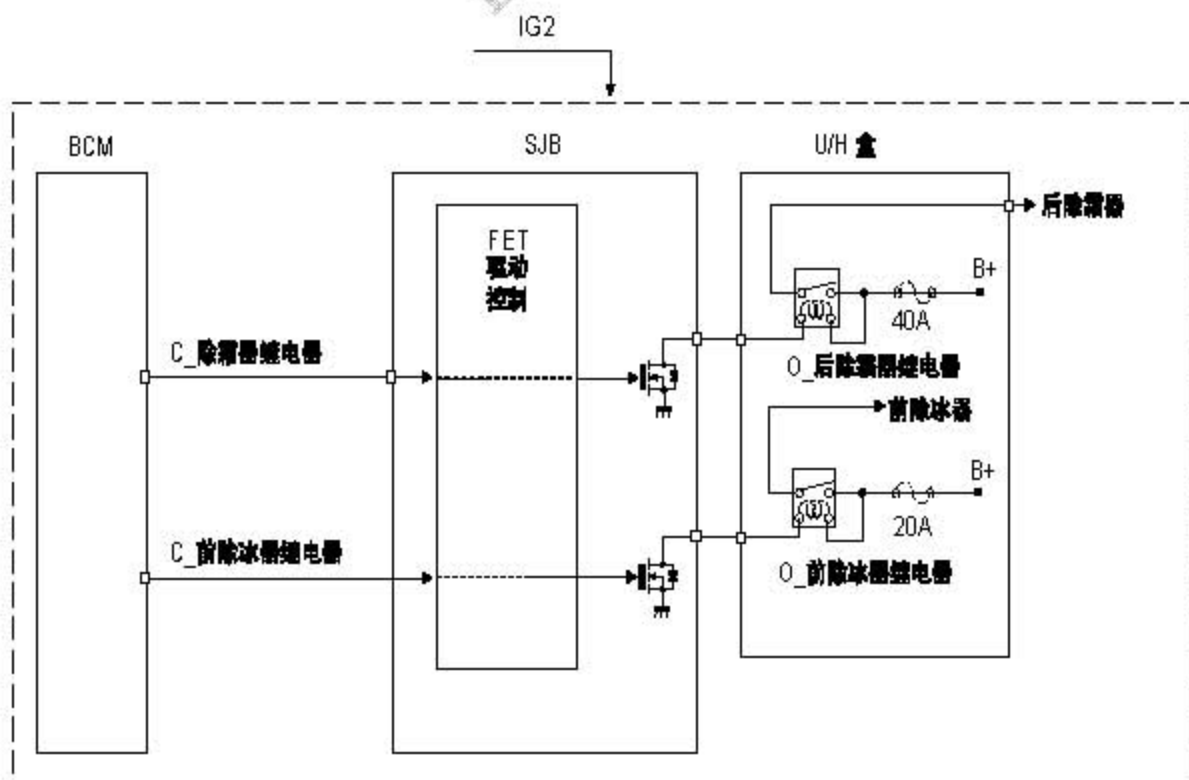 IG2
BCM
SJB
U/H 盒
FET
驱动
控制
后除霜器
B+
40A
C_除霜器继电器
O_后除霜器继电器
前除冰器
B+
20A
C_前除冰器继电器
O_前除冰器继电器